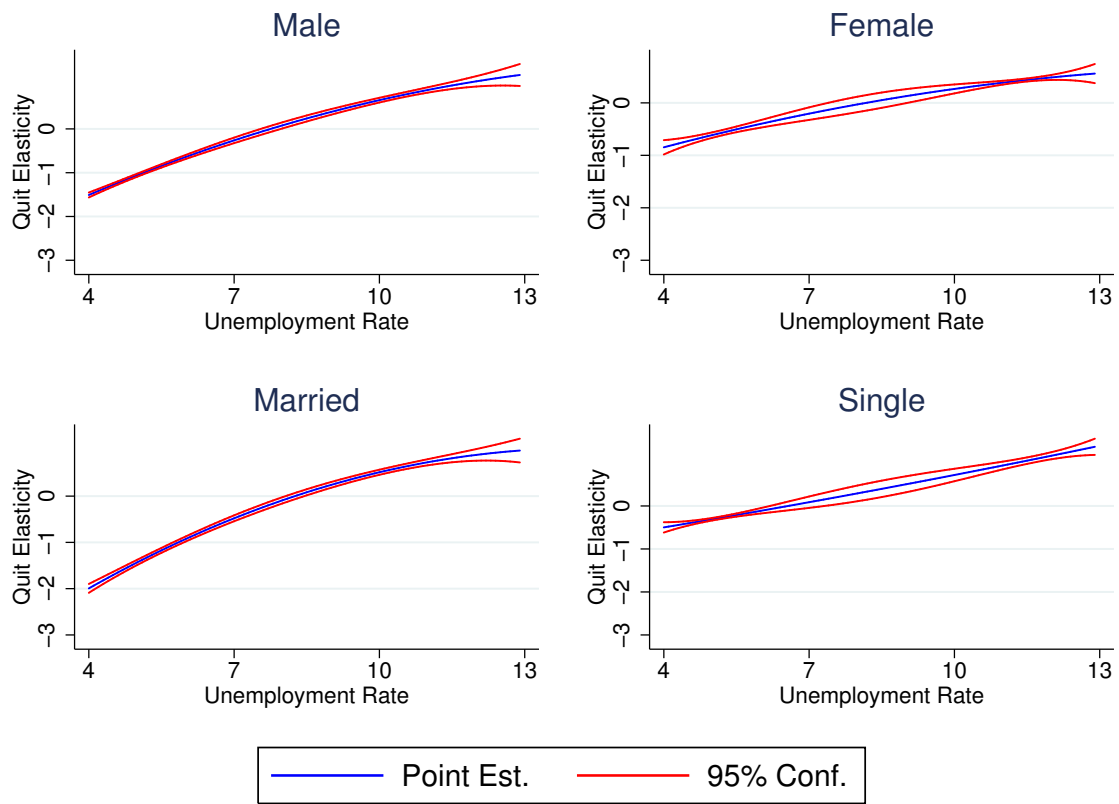 Male
Quit Elasticity
0
−1
−2
−3
4 7 10 13
Unemployment Rate
Female
Quit Elasticity
0
−1
−2
−3
4 7 10 13
Unemployment Rate
Married
Quit Elasticity
0
−1
−2
−3
4 7 10 13
Unemployment Rate
Single
Quit Elasticity
0
−1
−2
−3
4 7 10 13
Unemployment Rate
Point Est. 95% Conf.